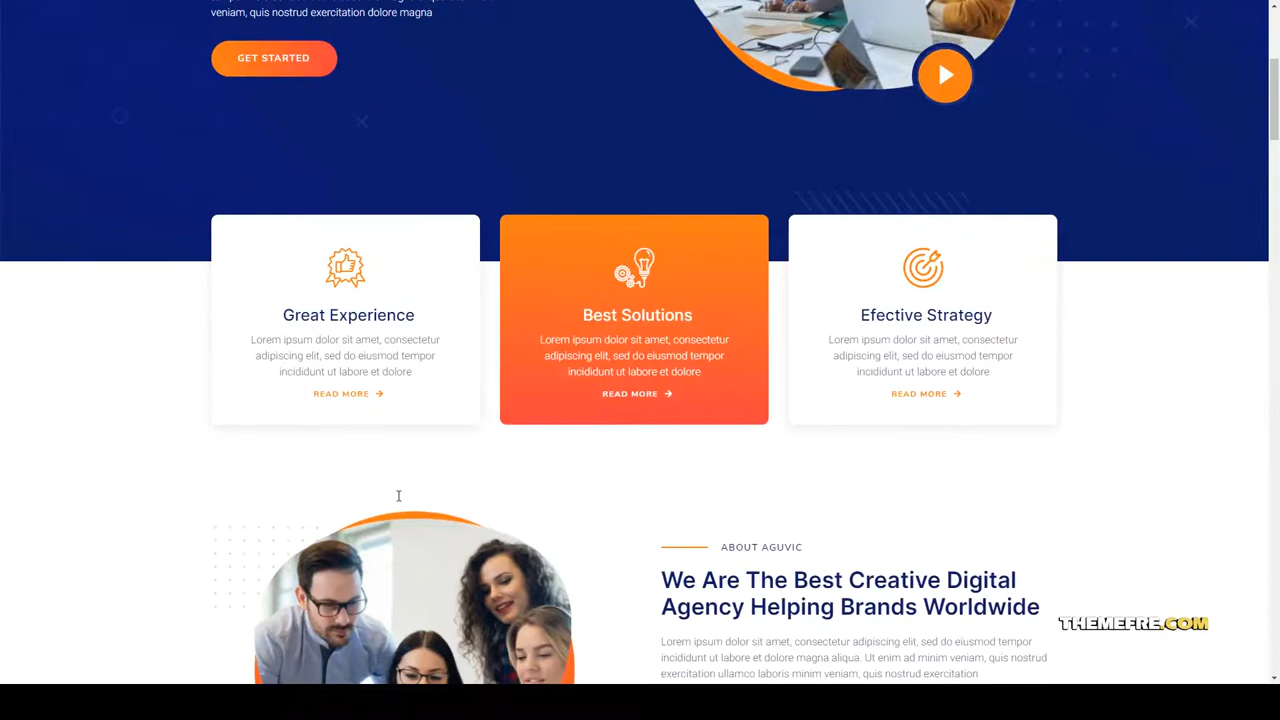 veniam, quis nostrud exercitation dolore magna
GET STARTED
Great Experience
Lorem ipsum dolor sit amet, consectetur
adipiscing elit, sed do eiusmod tempor
incididunt ut labore et dolore
READ MORE
Best Solutions
Lorem ipsum dolor sit amet, consectetur
adipiscing elit, sed do eiusmod tempor
incididunt ut labore et dolore
READ MORE
Efective Strategy
Lorem ipsum dolor sit amet, consectetur
adipiscing elit, sed do eiusmod tempor
incididunt ut labore et dolore
READ MORE
ABOUT AGUVIC
We Are The Best Creative Digital
Agency Helping Brands Worldwide
Lorem ipsum dolor sit amet, consectetur adipiscing elit, sed do eiusmod tempor
incididunt ut labore et dolore magna aliqua. Ut enim ad minim veniam, quis nostrud
exercitation ullamco laboris minim veniam, quis nostrud exercitation
THEMEFRE.COM